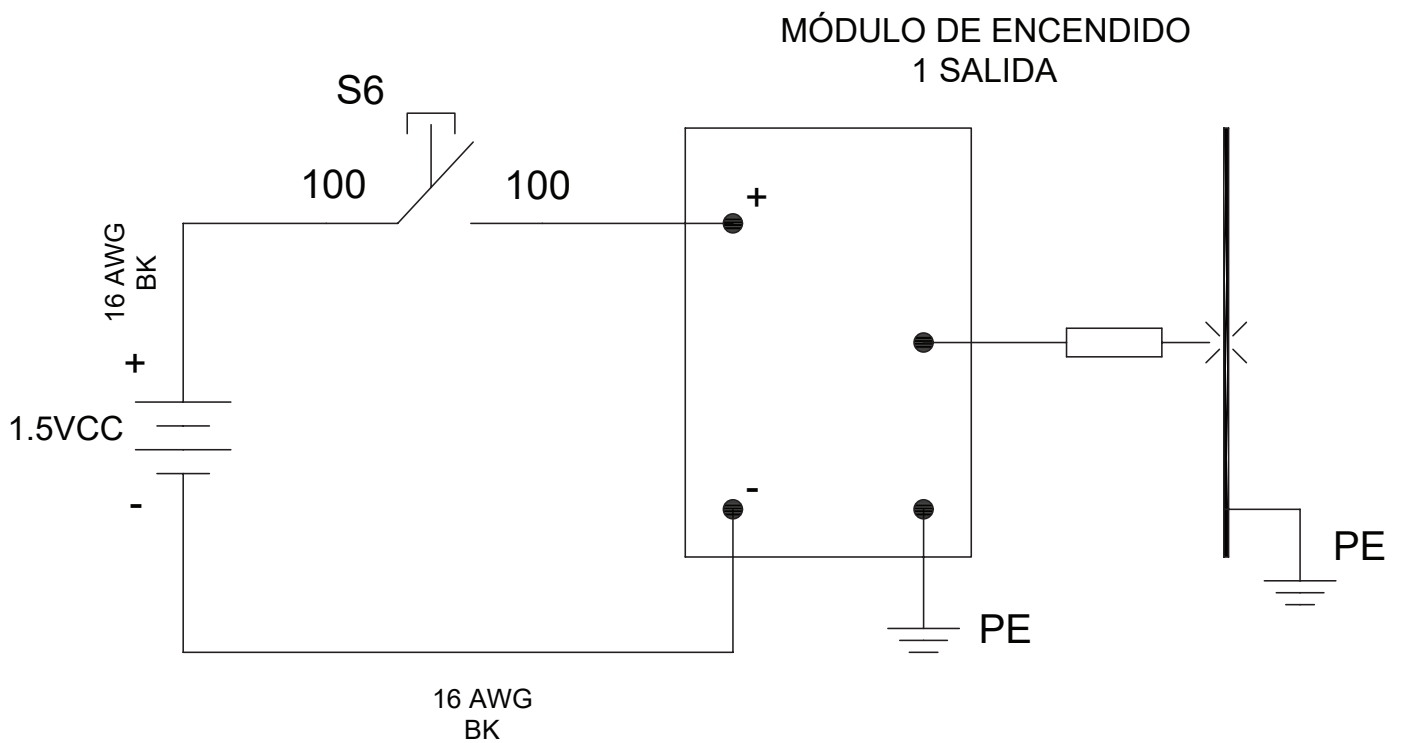 MÓDULO DE ENCENDIDO
1 SALIDA
S6
100
100
+
16 AWG
BK
+
1.5VCC
-
-
PE
PE
16 AWG
BK